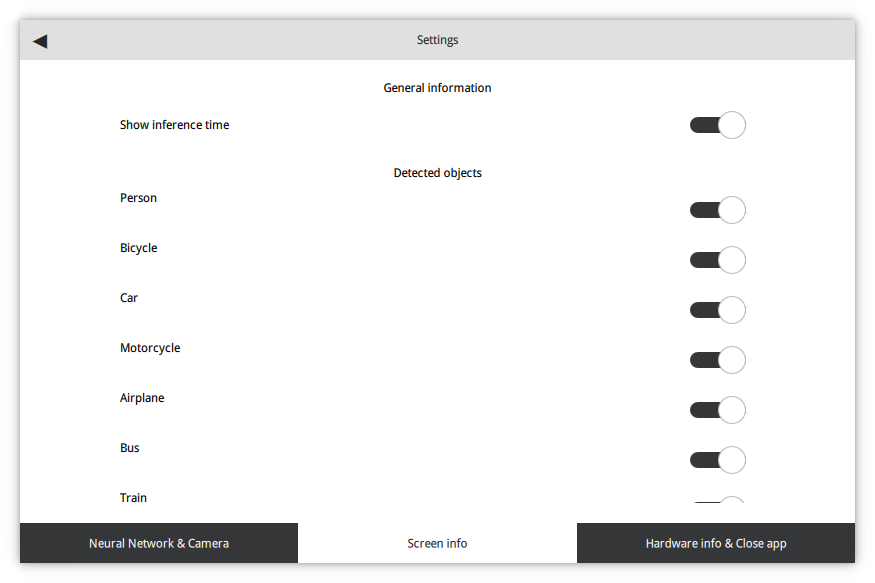 Settings
General information
Show inference time
Detected objects
Person
Bicycle
Car
Motorcycle
Airplane
Bus
Train
Neural Network & Camera
Screen info
Hardware info & Close app